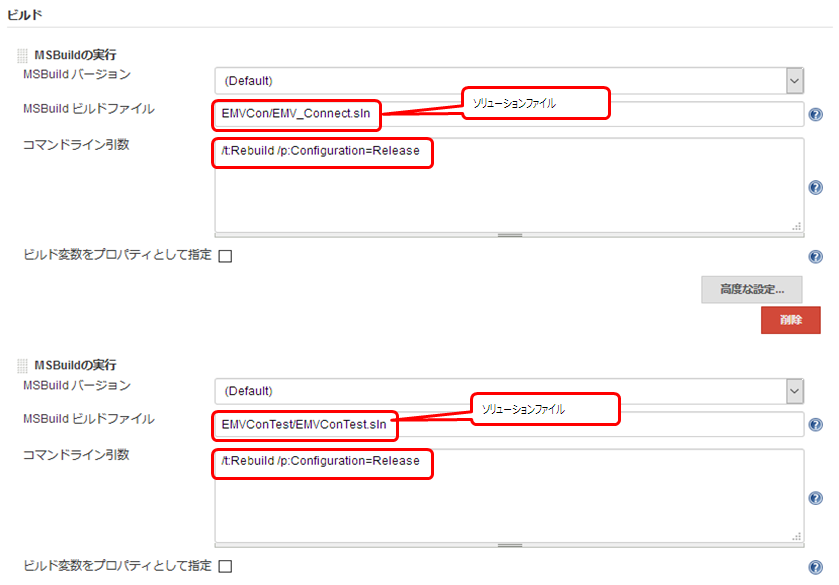 ビルド
MSBuildの実行
MSBuild バージョン
(Default)
MSBuild ビルドファイル
EMVCon/EMV_Connect.sln
ソリューションファイル
コマンドライン引数
/t:Rebuild /p:Configuration=Release
ビルド変数をプロパティとして指定
高度な設定...
削除
MSBuildの実行
MSBuild バージョン
(Default)
MSBuild ビルドファイル
EMVConTest/EMVConTest.sln
ソリューションファイル
コマンドライン引数
/t:Rebuild /p:Configuration=Release
ビルド変数をプロパティとして指定